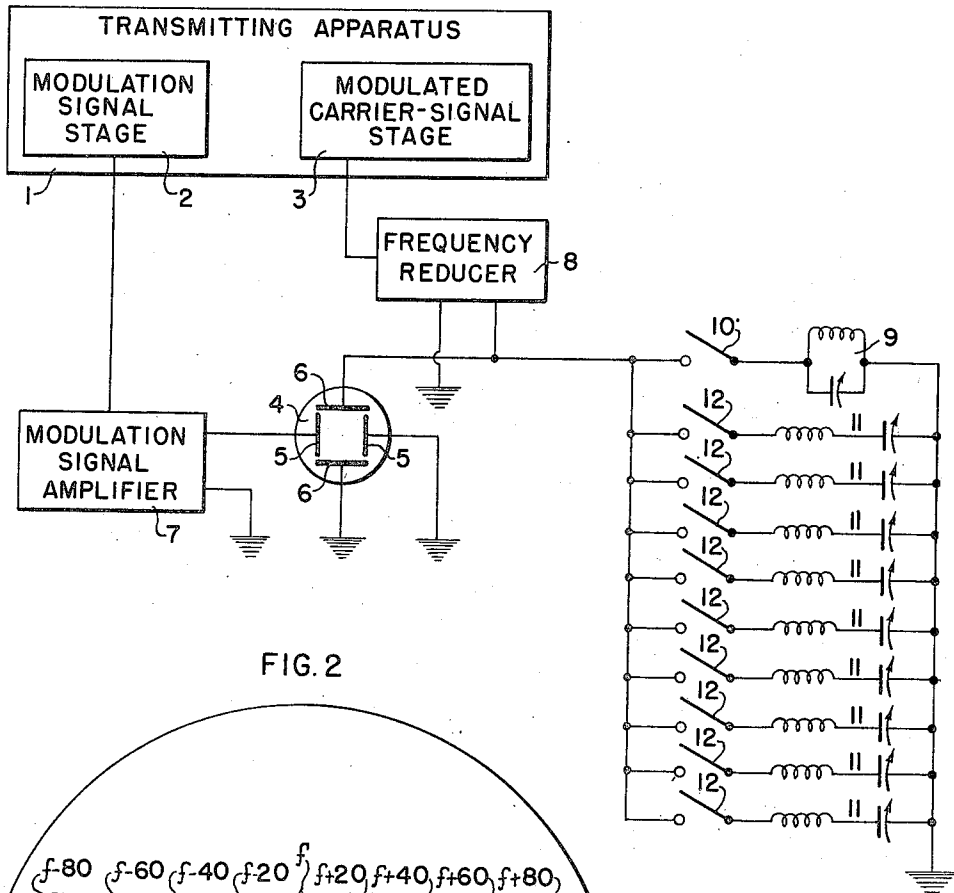 TRANSMITTING APPARATUS
MODULATION
SIGNAL
STAGE
MODULATED
CARRIER-SIGNAL
STAGE
1
2
3
FREQUENCY
REDUCER
8
10
9
6
4
5
5
6
MODULATION
SIGNAL
AMPLIFIER
7
12
11
12
11
12
11
12
11
12
11
12
11
12
11
12
11
12
11
FIG. 2
f-80 f-60 f-40 f-20 f f+20 f+40 f+60 f+80